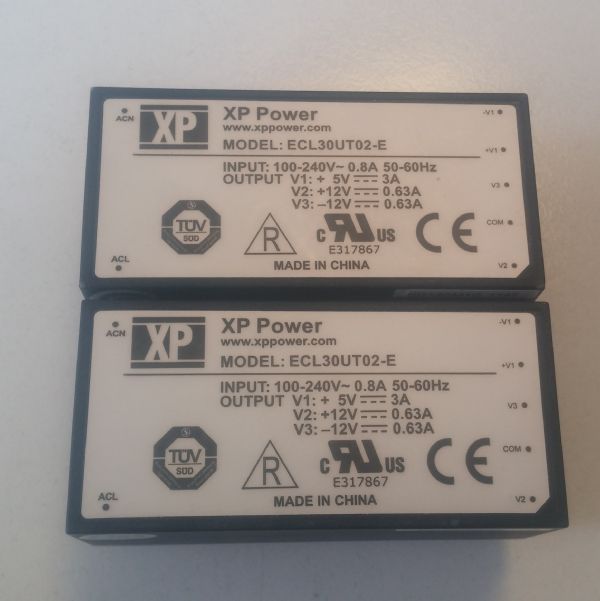 ACN
XP
XP Power
www.xppower.com
MODEL: ECL30UT02-E
INPUT: 100-240V~ 0.8A 50-60Hz
OUTPUT V1: + 5V⎓3A
V2: +12V⎓0.63A
V3: –12V⎓0.63A
TÜV
SÜD
R
c RU US
E317867
CE
MADE IN CHINA
ACL
-V1
+V1
V3
COM
V2
ACN
XP
XP Power
www.xppower.com
MODEL: ECL30UT02-E
INPUT: 100-240V~ 0.8A 50-60Hz
OUTPUT V1: + 5V⎓3A
V2: +12V⎓0.63A
V3: –12V⎓0.63A
TÜV
SÜD
R
c RU US
E317867
CE
MADE IN CHINA
ACL
-V1
+V1
V3
COM
V2